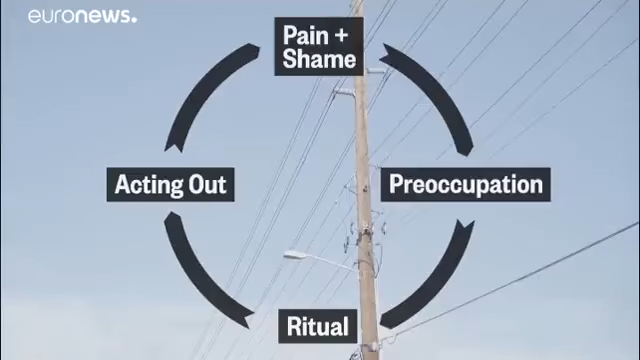 euronews.
Pain +
Shame
Acting Out
Preoccupation
Ritual